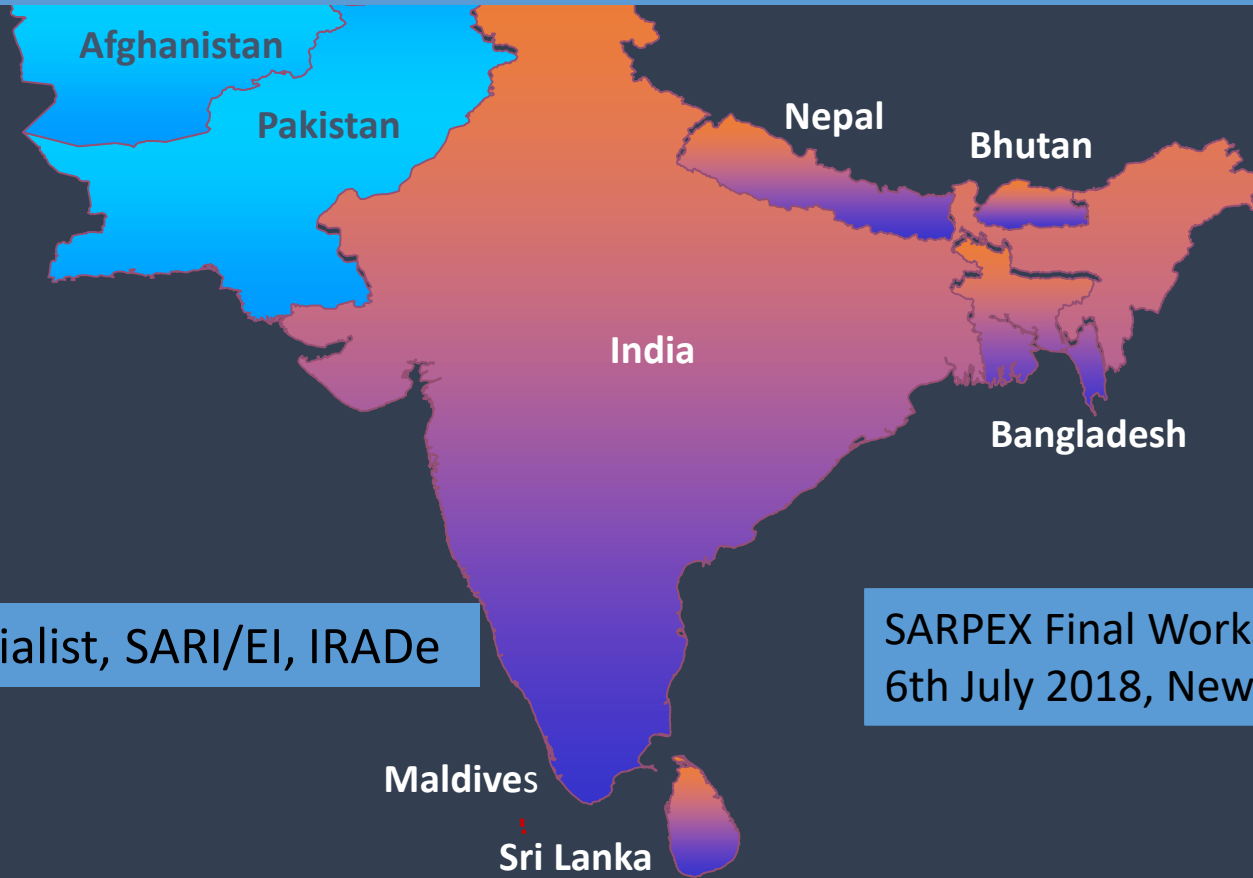 Afghanistan
Pakistan
Nepal
Bhutan
India
Bangladesh
ialist, SARI/EI, IRADe
SARPEX Final Work
6th July 2018, New
Maldives
Sri Lanka